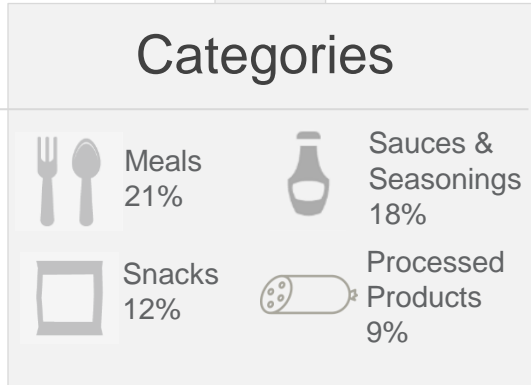 Categories
Meals
21%
Sauces &
Seasonings
18%
Snacks
12%
Processed
Products
9%